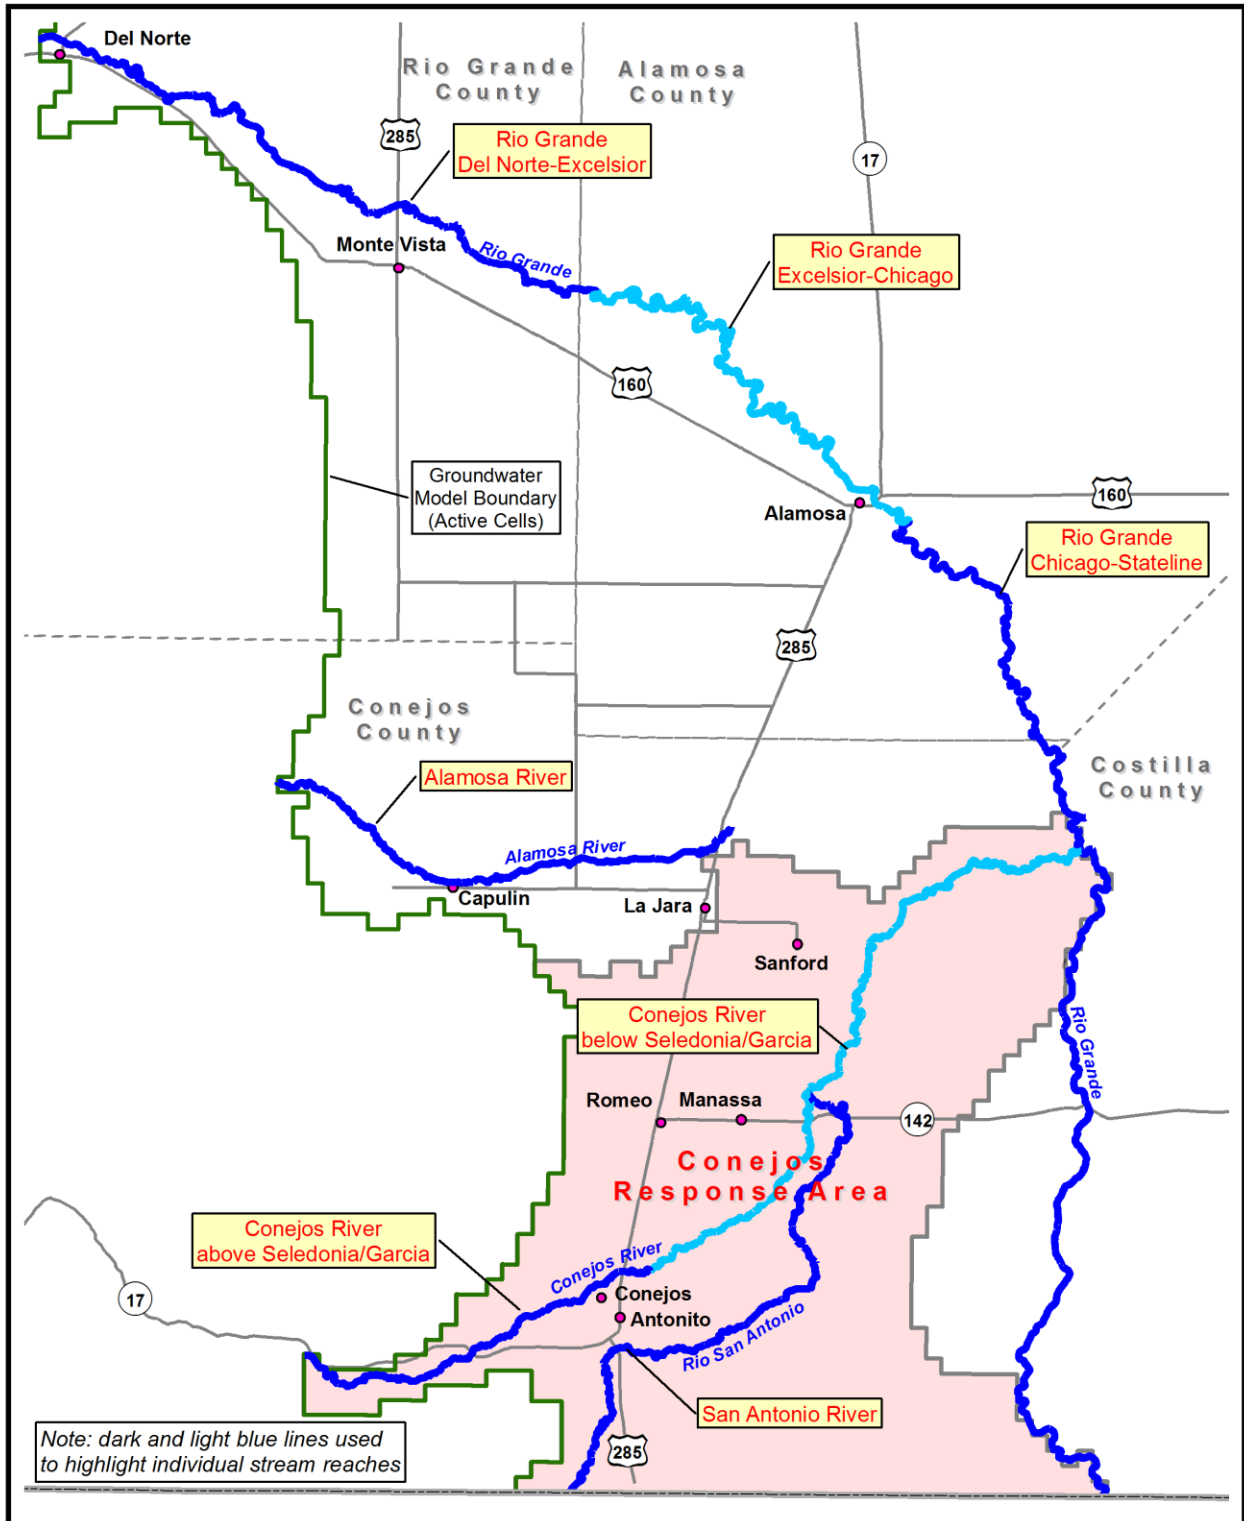 Del Norte
Rio Grande
County
Alamosa
County
285
Rio Grande
Del Norte-Excelsior
17
Monte Vista
Rio Grande
Rio Grande
Excelsior-Chicago
160
Groundwater
Model Boundary
(Active Cells)
Alamosa
160
Rio Grande
Chicago-Stateline
285
Conejos
County
Costilla
County
Alamosa River
Alamosa River
Capulin
La Jara
Sanford
Conejos River
below Seledonia/Garcia
Rio Grande
Romeo
Manassa
142
Conejos
Response Area
Conejos River
above Seledonia/Garcia
Conejos River
17
Conejos
Antonito
Rio San Antonio
San Antonio River
285
Note: dark and light blue lines used
to highlight individual stream reaches